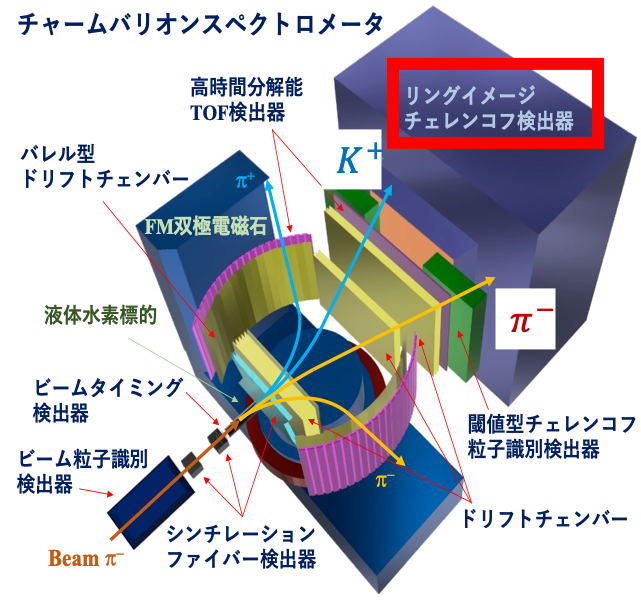 チャームバリオンスペクトロメータ
高時間分解能
TOF検出器
リングイメージ
チェレンコフ検出器
K⁺
バレル型
ドリフトチェンバー
π⁺
FM双極電磁石
液体水素標的
π⁻
ビームタイミング
検出器
閾値型チェレンコフ
粒子識別検出器
ビーム粒子識別
検出器
π⁻
ドリフトチェンバー
シンチレーション
ファイバー検出器
Beam π⁻